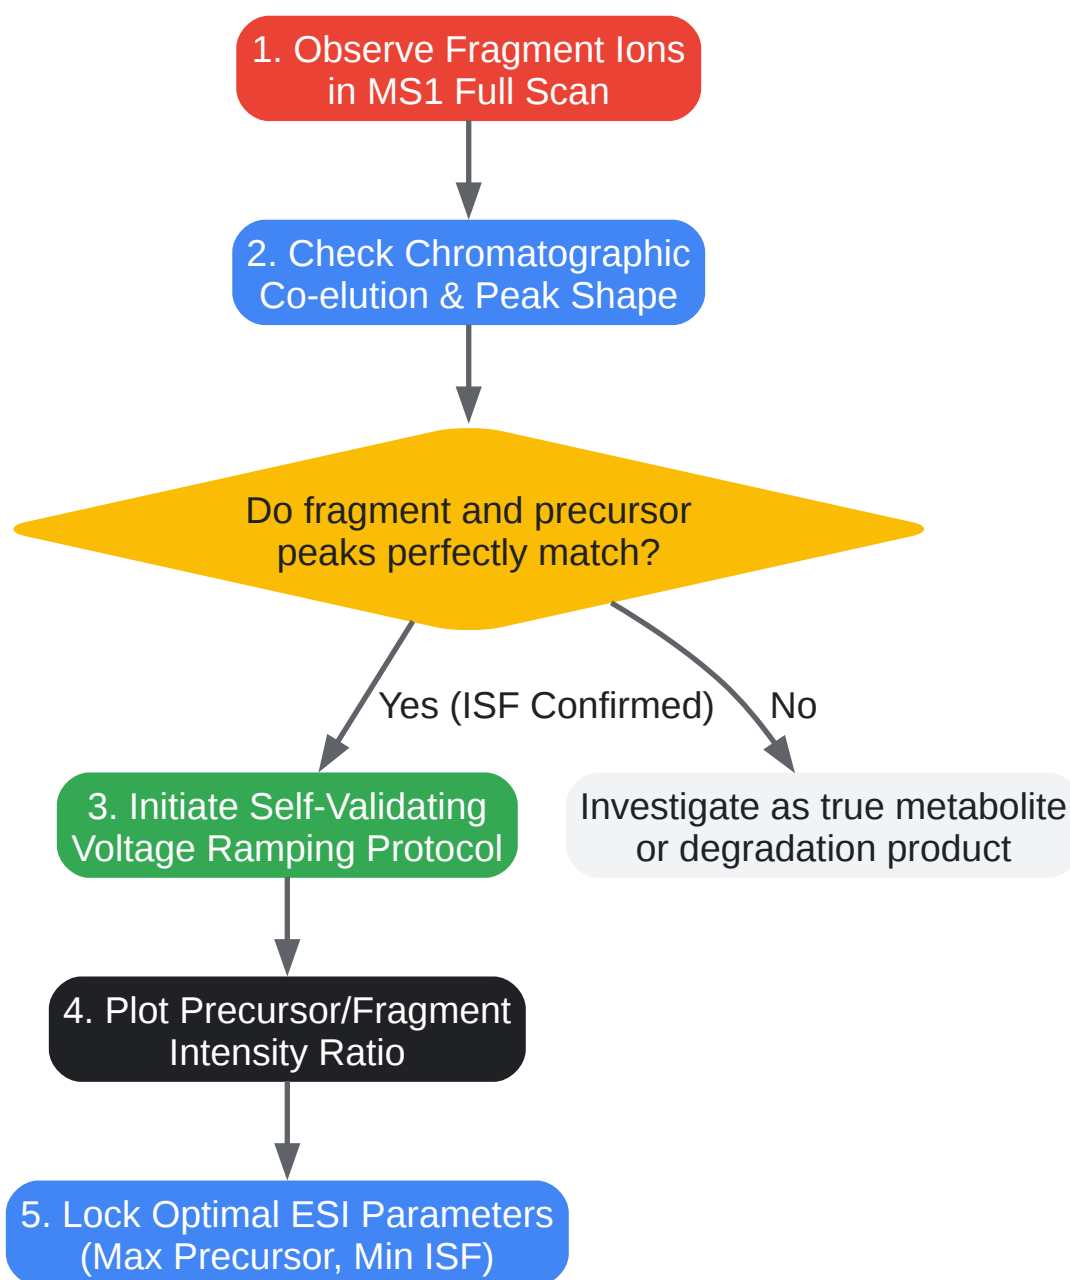 1. Observe Fragment Ions
in MS1 Full Scan
2. Check Chromatographic
Co-elution & Peak Shape
Do fragment and precursor
peaks perfectly match?
Yes (ISF Confirmed)
No
3. Initiate Self-Validating
Voltage Ramping Protocol
Investigate as true metabolite
or degradation product
4. Plot Precursor/Fragment
Intensity Ratio
5. Lock Optimal ESI Parameters
(Max Precursor, Min ISF)